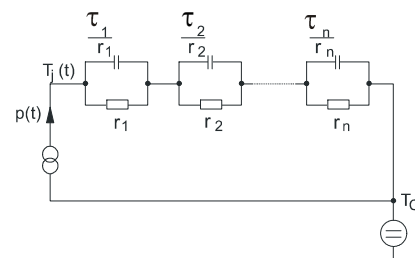 τ1/r1 τ2/r2 τn/rn
Tj(t)
p(t)
r1 r2 rn
TC